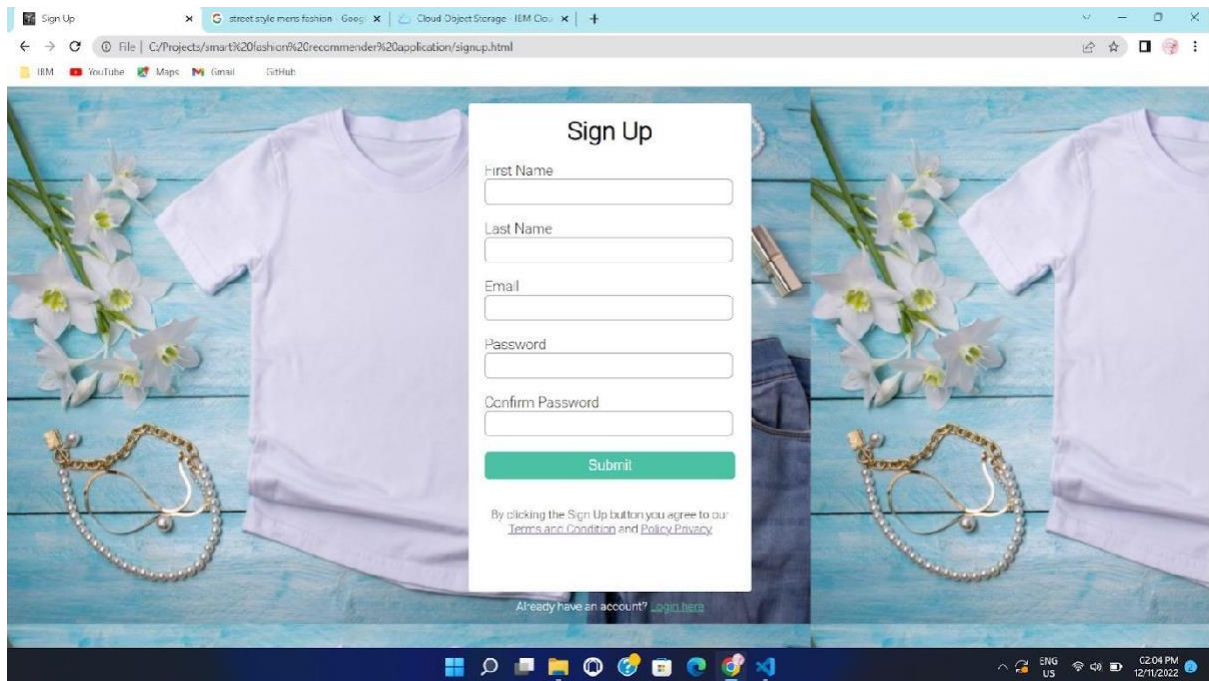 Sign Up
street style mens fashion - Goog
Cloud Object Storage - IBM Clou
File | C:/Projects/smart%20fashion%20recommender%20application/signup.html
IBM YouTube Maps Gmail GitHub
Sign Up
First Name
Last Name
Email
Password
Confirm Password
Submit
By clicking the Sign Up button you agree to our
Terms and Condition and Policy Privacy
Already have an account? Login here
ENG
US
02:04 PM
12/11/2022